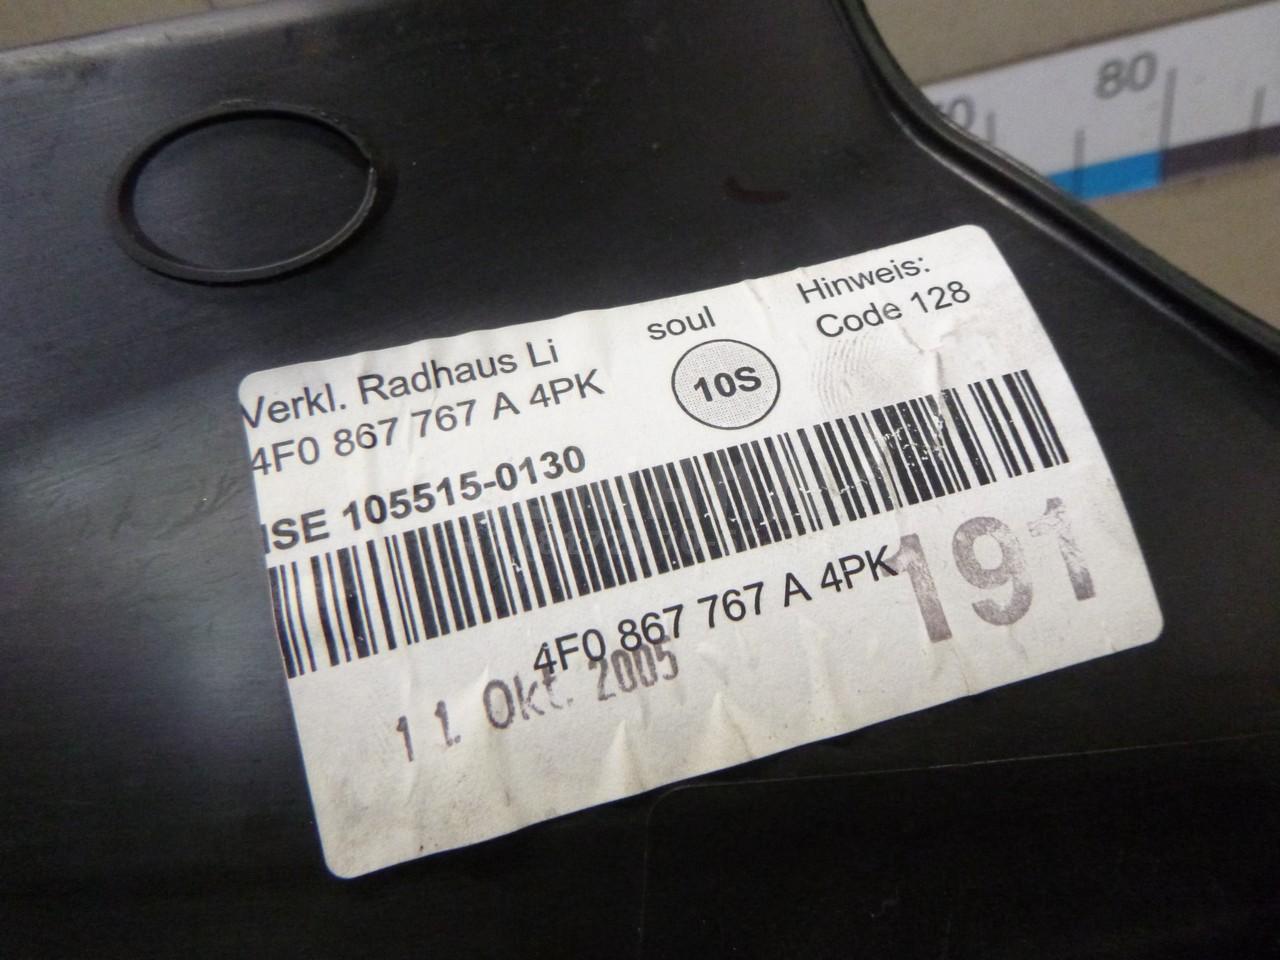 80
Verkl. Radhaus Li
4F0 867 767 A 4PK
soul
10S
Hinweis:
Code 128
ISE 105515-0130
4F0 867 767 A 4PK
191
11. Okt. 2005